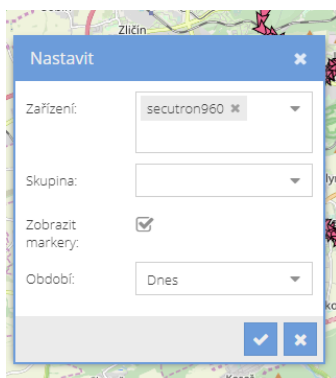 Zličín
Nastavit
Zařízení:
secutron960
Skupina:
Zobrazit
markery:
Období:
Dnes